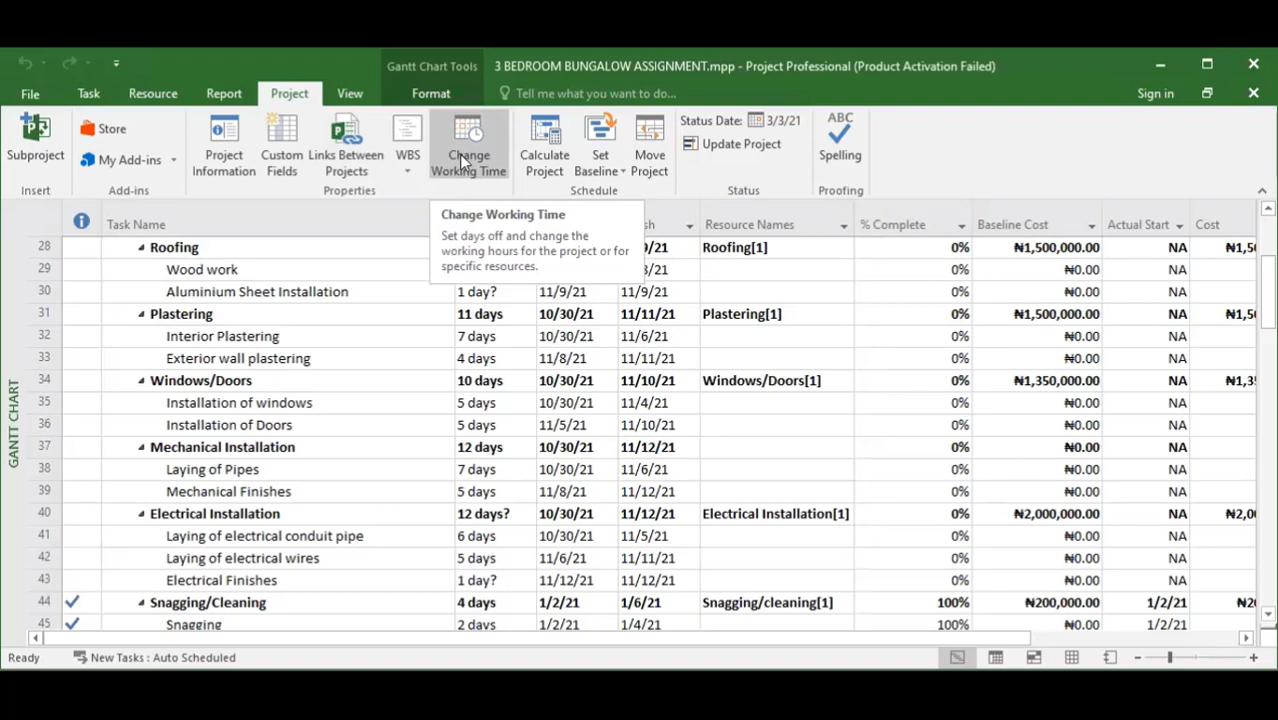 Gantt Chart Tools
3 BEDROOM BUNGALOW ASSIGNMENT.mpp - Project Professional (Product Activation Failed)
File Task Resource Report Project View Format Tell me what you want to do... Sign in
Subproject
Insert
Store
My Add-ins
Add-ins
Project Information
Custom Fields
Links Between Projects
WBS
Change Working Time
Properties
Calculate Project
Set Baseline
Move Project
Schedule
Status Date: 3/3/21
Update Project
Status
ABC
Spelling
Proofing
Change Working Time
Set days off and change the
working hours for the project or for
specific resources.
Task Name Resource Names % Complete Baseline Cost Actual Start Cost
28 Roofing Roofing[1] 0% ₦1,500,000.00 NA
29 Wood work 0% ₦0.00 NA
30 Aluminium Sheet Installation 1 day? 11/9/21 11/9/21 0% ₦0.00 NA
31 Plastering 11 days 10/30/21 11/11/21 Plastering[1] 0% ₦1,500,000.00 NA
32 Interior Plastering 7 days 10/30/21 11/6/21 0% ₦0.00 NA
33 Exterior wall plastering 4 days 11/8/21 11/11/21 0% ₦0.00 NA
34 Windows/Doors 10 days 10/30/21 11/10/21 Windows/Doors[1] 0% ₦1,350,000.00 NA
35 Installation of windows 5 days 10/30/21 11/4/21 0% ₦0.00 NA
36 Installation of Doors 5 days 11/5/21 11/10/21 0% ₦0.00 NA
37 Mechanical Installation 12 days 10/30/21 11/12/21 0% ₦0.00 NA
38 Laying of Pipes 7 days 10/30/21 11/6/21 0% ₦0.00 NA
39 Mechanical Finishes 5 days 11/8/21 11/12/21 0% ₦0.00 NA
40 Electrical Installation 12 days? 10/30/21 11/12/21 Electrical Installation[1] 0% ₦2,000,000.00 NA
41 Laying of electrical conduit pipe 6 days 10/30/21 11/5/21 0% ₦0.00 NA
42 Laying of electrical wires 5 days 11/6/21 11/11/21 0% ₦0.00 NA
43 Electrical Finishes 1 day? 11/12/21 11/12/21 0% ₦0.00 NA
44 Snagging/Cleaning 4 days 1/2/21 1/6/21 Snagging/cleaning[1] 100% ₦200,000.00 1/2/21
45 Snagging 2 days 1/2/21 1/4/21 100% ₦0.00 1/2/21
GANTT CHART
Ready New Tasks : Auto Scheduled